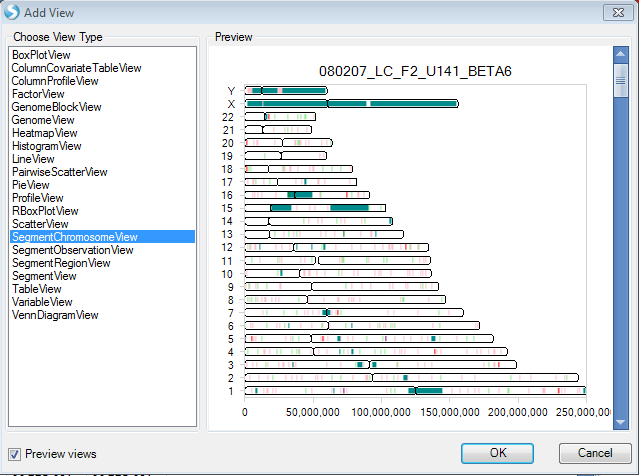 Add View
Choose View Type
BoxPlotView
ColumnCovariateTableView
ColumnProfileView
FactorView
GenomeBlockView
GenomeView
HeatmapView
HistogramView
LineView
PairwiseScatterView
PieView
ProfileView
RBoxPlotView
ScatterView
SegmentChromosomeView
SegmentObservationView
SegmentRegionView
SegmentView
TableView
VariableView
VennDiagramView
Preview
080207_LC_F2_U141_BETA6
Y
X
22
21
20
19
18
17
16
15
14
13
12
11
10
9
8
7
6
5
4
3
2
1
0 50,000,000 100,000,000 150,000,000 200,000,000 250,000,00
Preview views
OK
Cancel